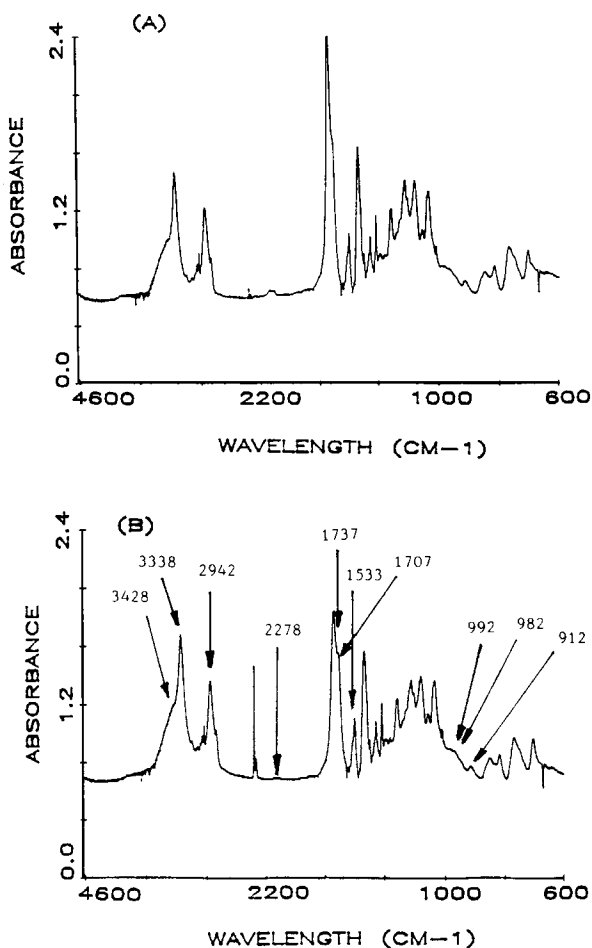 (A)
2.4
1.2
0.0
ABSORBANCE
4600 2200 1000 600
WAVELENGTH (CM-1)
(B)
2.4
1.2
0.0
ABSORBANCE
3428
3338
2942
2278
1737
1533
1707
992
982
912
4600 2200 1000 600
WAVELENGTH (CM-1)